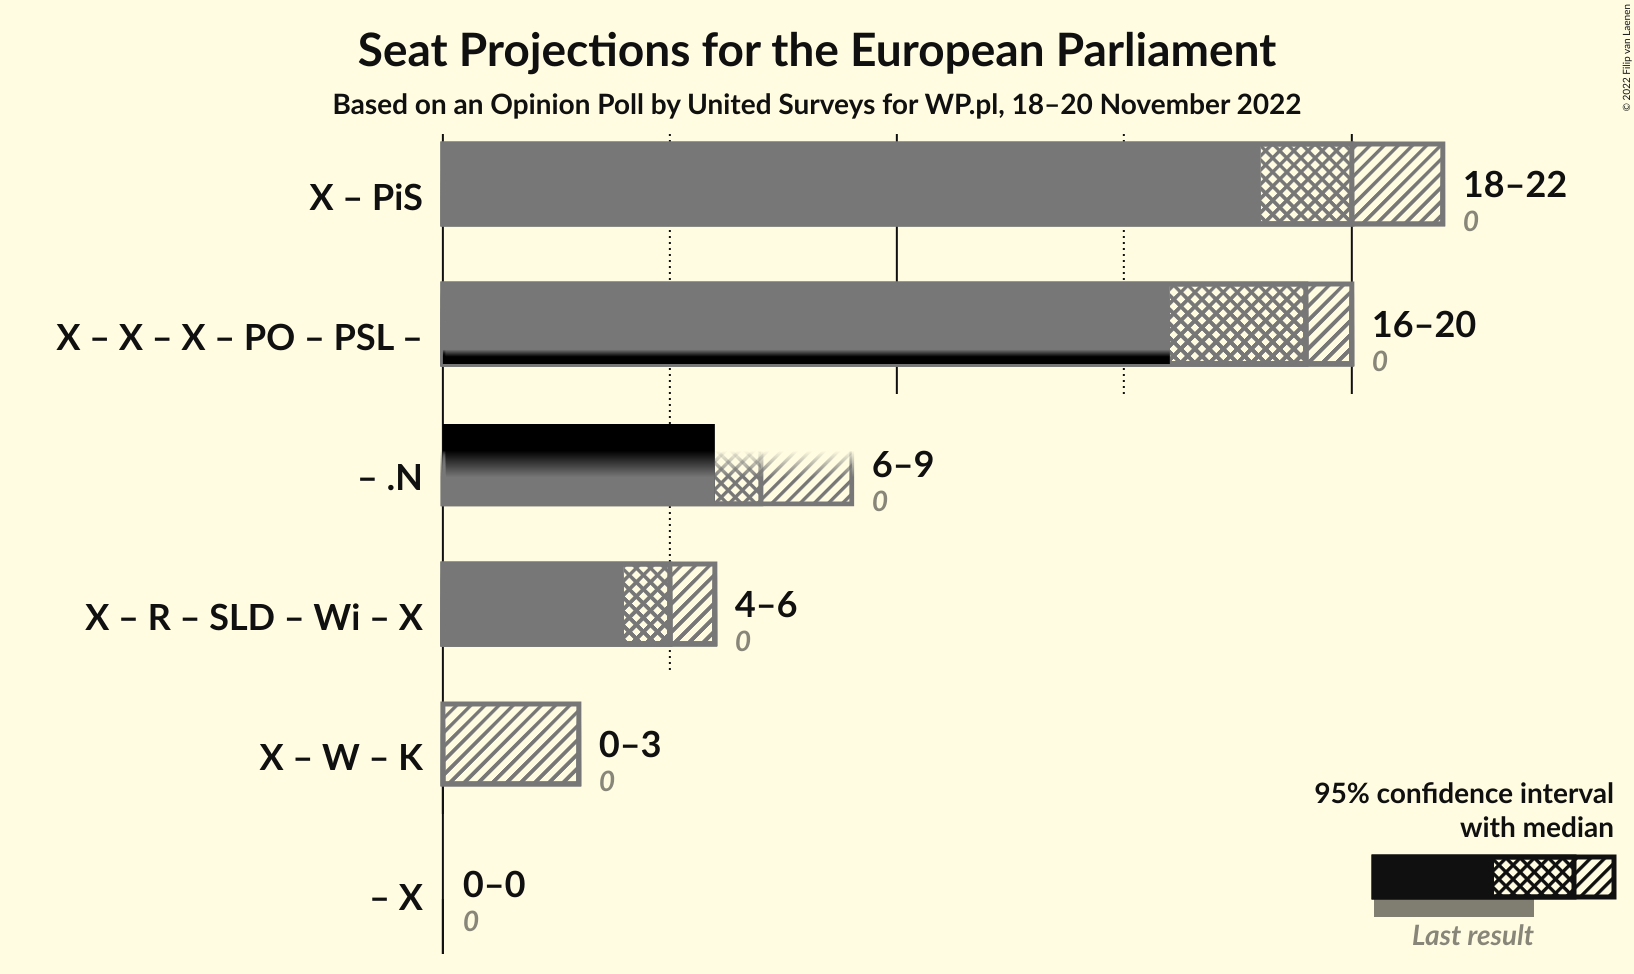 Seat Projections for the European Parliament
Based on an Opinion Poll by United Surveys for WP.pl, 18–20 November 2022
© 2022 Filip van Laenen
X – PiS
18–22
0
X – X – X – PO – PSL –
16–20
0
– .N
6–9
0
X – R – SLD – Wi – X
4–6
0
X – W – K
0–3
0
– X
0–0
0
95% confidence interval
with median
Last result